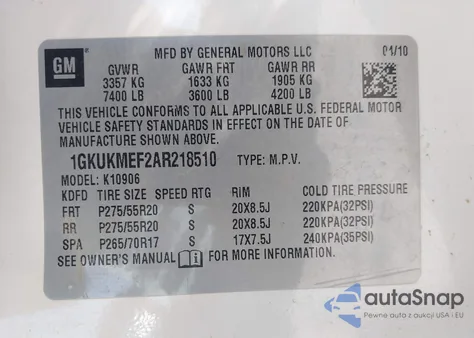 GM
MFD BY GENERAL MOTORS LLC 01/10
GVWR GAWR FRT GAWR RR
3357 KG 1633 KG 1905 KG
7400 LB 3600 LB 4200 LB
THIS VEHICLE CONFORMS TO ALL APPLICABLE U.S. FEDERAL MOTOR
VEHICLE SAFETY STANDARDS IN EFFECT ON THE DATE OF
MANUFACTURE SHOWN ABOVE.
1GKUKMEF2AR218510 TYPE: M.P.V.
MODEL: K10906
KDFD TIRE SIZE SPEED RTG RIM COLD TIRE PRESSURE
FRT P275/55R20 S 20X8.5J 220KPA(32PSI)
RR P275/55R20 S 20X8.5J 220KPA(32PSI)
SPA P265/70R17 S 17X7.5J 240KPA(35PSI)
SEE OWNER'S MANUAL FOR MORE INFORMATION.
autoSnap
Pewne auta z aukcji USA i EU